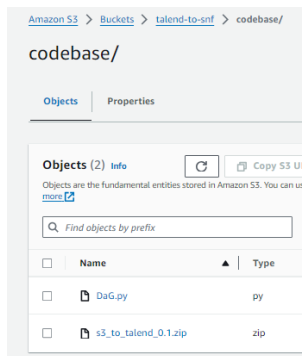 Amazon S3 > Buckets > talend-to-snf > codebase/
codebase/
Objects Properties
Objects (2) Info Copy S3 U
Objects are the fundamental entities stored in Amazon S3. You can us
more
Find objects by prefix
Name Type
DaG.py py
s3_to_talend_0.1.zip zip